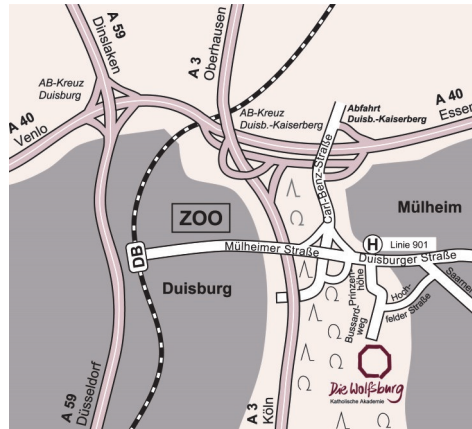 A 59
Dinslaken
A 3
Oberhausen
AB-Kreuz
Duisburg
A 40
Venlo
AB-Kreuz
Duisb.-Kaiserberg
Abfahrt
Duisb.-Kaiserberg
A 40
Essen
Carl-Benz-Straße
ZOO
Mülheim
H
Linie 901
Mülheimer Straße
Duisburger Straße
DB
Duisburg
Prinzen-
höhe
Bussard-
weg
Hoch-
felder Straße
Saarner
Die Wolfsburg
Katholische Akademie
A 59
Düsseldorf
A 3
Köln